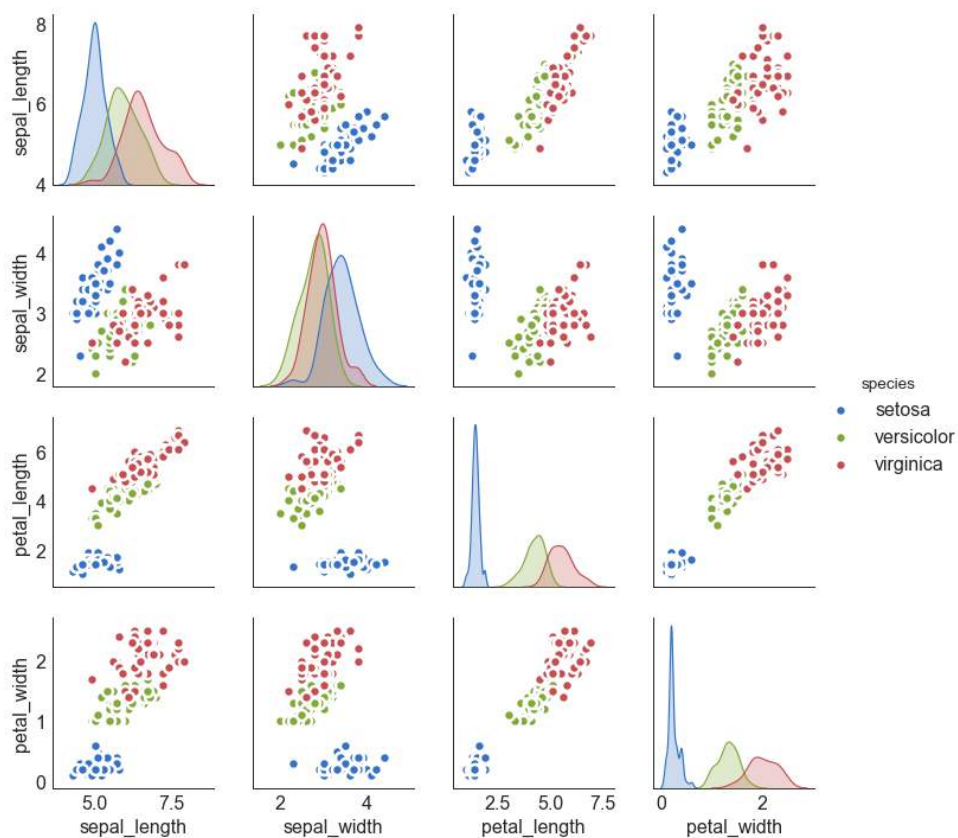 8
6
4
sepal_length
4
3
2
sepal_width
species
setosa
versicolor
virginica
6
4
2
petal_length
2
1
0
petal_width
5.0 7.5
2 4
2.5 5.0 7.5
0 2
sepal_length
sepal_width
petal_length
petal_width